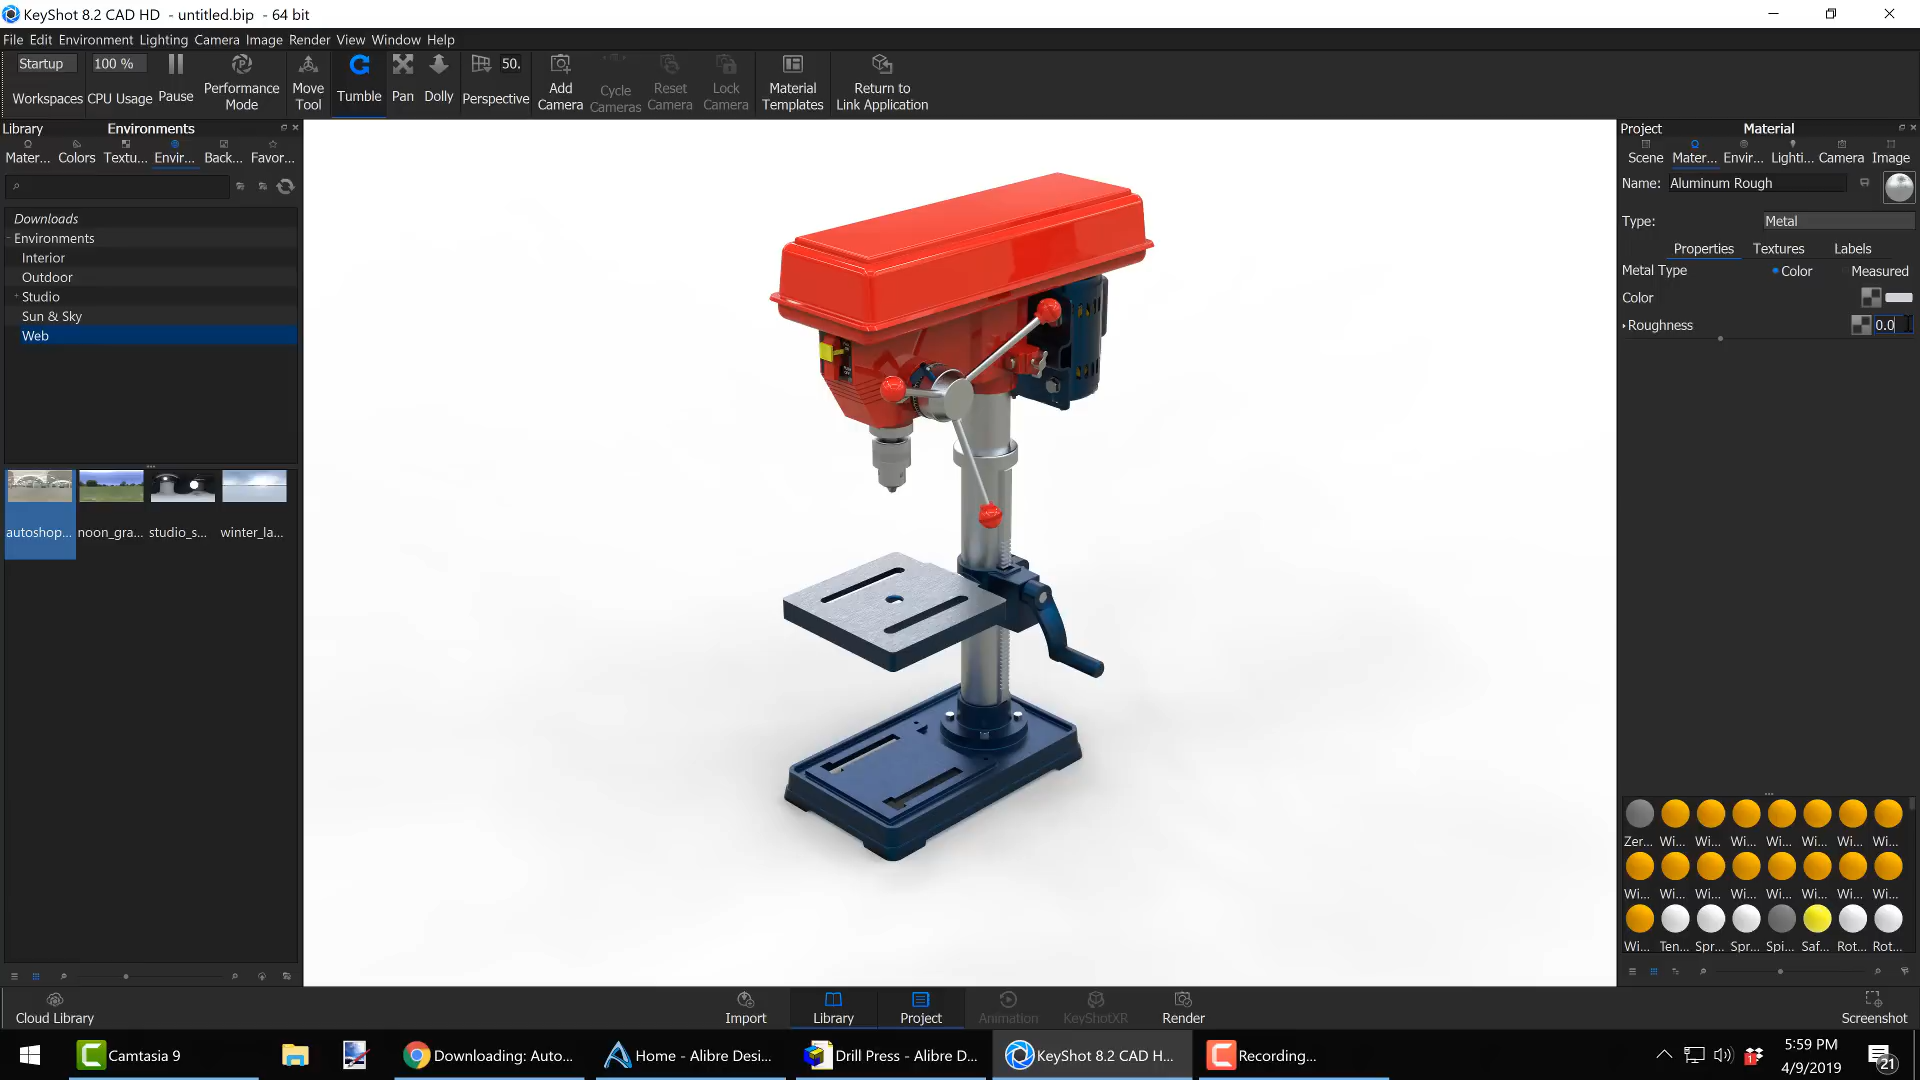 KeyShot 8.2 CAD HD - untitled.bip - 64 bit
File Edit Environment Lighting Camera Image Render View Window Help
Startup 100 % 50.
Workspaces CPU Usage Pause Performance Mode Move Tool Tumble Pan Dolly Perspective Add Camera Cycle Cameras Reset Camera Lock Camera Material Templates Return to Link Application
Library Environments
Mater... Colors Textu... Envir... Back... Favor...
Downloads
Environments
Interior
Outdoor
Studio
Sun & Sky
Web
autoshop... noon_gra... studio_s... winter_la...
Project Material
Scene Mater... Envir... Lighti... Camera Image
Name: Aluminum Rough
Type: Metal
Properties Textures Labels
Metal Type Color Measured
Color
Roughness 0.0
Zer... Wi... Wi... Wi... Wi... Wi... Wi... Wi...
Wi... Wi... Wi... Wi... Wi... Wi... Wi... Wi...
Wi... Ten... Spr... Spr... Spi... Saf... Rot... Rot...
Cloud Library Import Library Project Animation KeyShotXR Render Screenshot
Camtasia 9 Downloading: Auto... Home - Alibre Desi... Drill Press - Alibre D... KeyShot 8.2 CAD H... Recording...
5:59 PM
4/9/2019
21